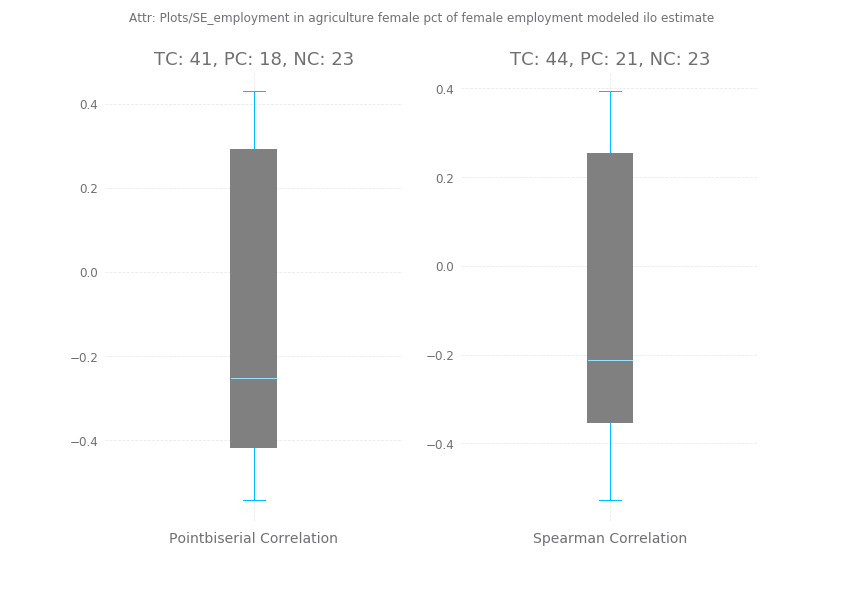 Attr: Plots/SE_employment in agriculture female pct of female employment modeled ilo estimate
TC: 41, PC: 18, NC: 23
0.4
0.2
0.0
−0.2
−0.4
Pointbiserial Correlation
TC: 44, PC: 21, NC: 23
0.4
0.2
0.0
−0.2
−0.4
Spearman Correlation